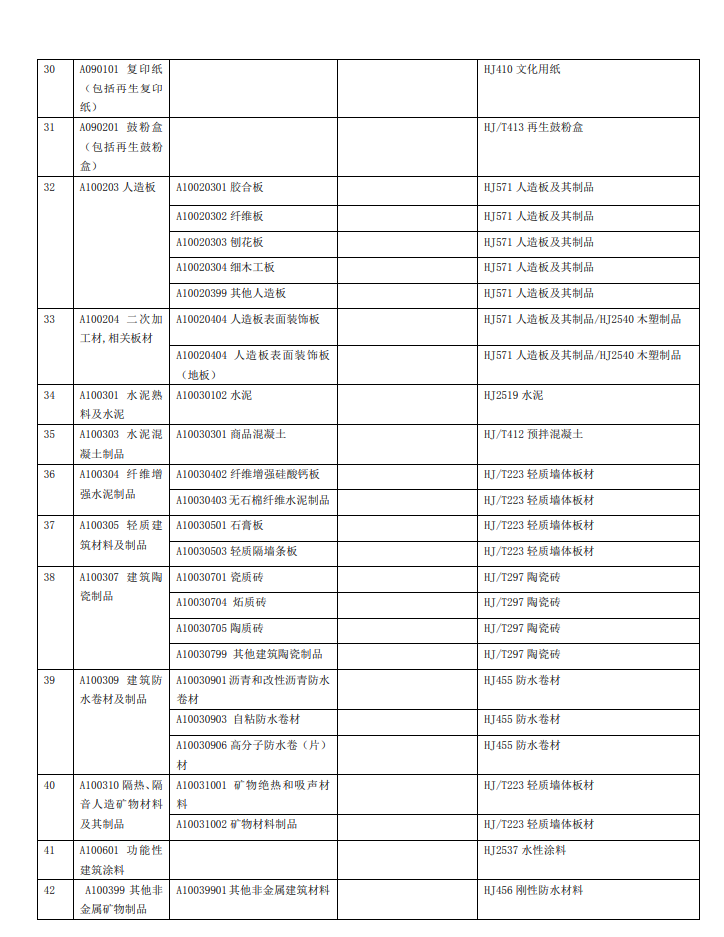 30 A090101 复印纸 HJ410 文化用纸
（包括再生复印
纸）
31 A090201 鼓粉盒 HJ/T413 再生鼓粉盒
（包括再生鼓粉
盒）
32 A100203 人造板 A10020301 胶合板 HJ571 人造板及其制品
A10020302 纤维板 HJ571 人造板及其制品
A10020303 刨花板 HJ571 人造板及其制品
A10020304 细木工板 HJ571 人造板及其制品
A10020399 其他人造板 HJ571 人造板及其制品
33 A100204 二次加 A10020404 人造板表面装饰板 HJ571 人造板及其制品/HJ2540 木塑制品
工材,相关板材
A10020404 人造板表面装饰板 HJ571 人造板及其制品/HJ2540 木塑制品
（地板）
34 A100301 水泥熟 A10030102 水泥 HJ2519 水泥
料及水泥
35 A100303 水泥混 A10030301 商品混凝土 HJ/T412 预拌混凝土
凝土制品
36 A100304 纤维增 A10030402 纤维增强硅酸钙板 HJ/T223 轻质墙体板材
强水泥制品
A10030403 无石棉纤维水泥制品 HJ/T223 轻质墙体板材
37 A100305 轻质建 A10030501 石膏板 HJ/T223 轻质墙体板材
筑材料及制品
A10030503 轻质隔墙条板 HJ/T223 轻质墙体板材
38 A100307 建筑陶 A10030701 瓷质砖 HJ/T297 陶瓷砖
瓷制品
A10030704 炻质砖 HJ/T297 陶瓷砖
A10030705 陶质砖 HJ/T297 陶瓷砖
A10030799 其他建筑陶瓷制品 HJ/T297 陶瓷砖
39 A100309 建筑防 A10030901 沥青和改性沥青防水 HJ455 防水卷材
水卷材及制品 卷材
A10030903 自粘防水卷材 HJ455 防水卷材
A10030906 高分子防水卷（片） HJ455 防水卷材
材
40 A100310 隔热、隔 A10031001 矿物绝热和吸声材 HJ/T223 轻质墙体板材
音人造矿物材料 料
及其制品 A10031002 矿物材料制品 HJ/T223 轻质墙体板材
41 A100601 功能性 HJ2537 水性涂料
建筑涂料
42 A100399 其他非 A10039901 其他非金属建筑材料 HJ456 刚性防水材料
金属矿物制品